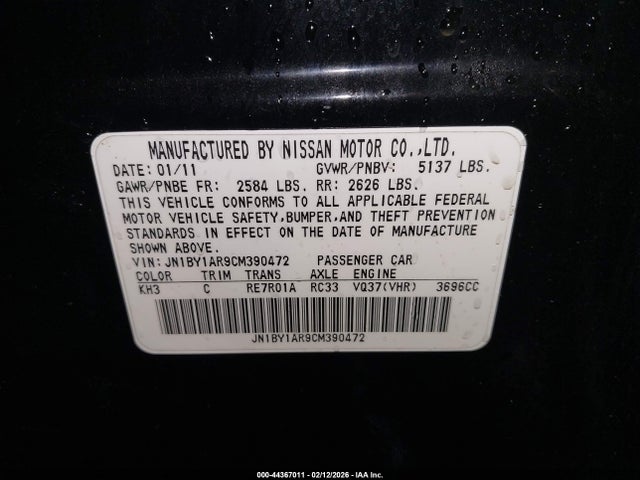 MANUFACTURED BY NISSAN MOTOR CO.,LTD.
DATE: 01/11 GVWR/PNBV: 5137 LBS.
GAWR/PNBE FR: 2584 LBS. RR: 2626 LBS.
THIS VEHICLE CONFORMS TO ALL APPLICABLE FEDERAL
MOTOR VEHICLE SAFETY,BUMPER,AND THEFT PREVENTION
STANDARDS IN EFFECT ON THE DATE OF MANUFACTURE
SHOWN ABOVE.
VIN: JN1BY1AR9CM390472 PASSENGER CAR
COLOR TRIM TRANS AXLE ENGINE
KH3 C RE7R01A RC33 VQ37(VHR) 3696CC
JN1BY1AR9CM390472
000-44367011 - 02/12/2026 - IAA Inc.